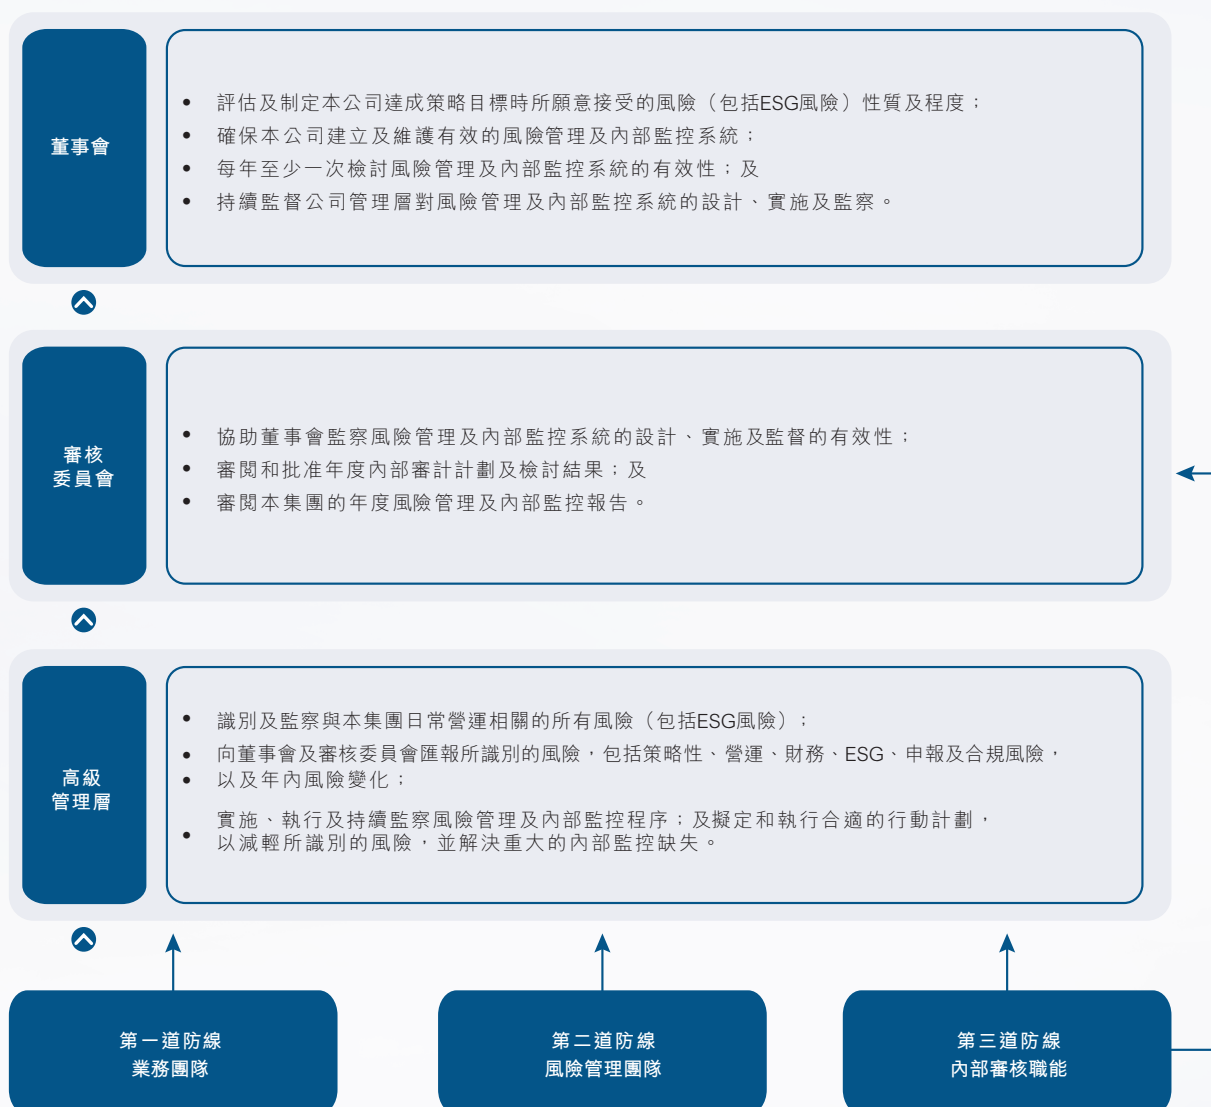 董事會
• 評估及制定本公司達成策略目標時所願意接受的風險（包括ESG風險）性質及程度；
• 確保本公司建立及維護有效的風險管理及內部監控系統；
• 每年至少一次檢討風險管理及內部監控系統的有效性；及
• 持續監督公司管理層對風險管理及內部監控系統的設計、實施及監察。
審核
委員會
• 協助董事會監察風險管理及內部監控系統的設計、實施及監督的有效性；
• 審閱和批准年度內部審計計劃及檢討結果；及
• 審閱本集團的年度風險管理及內部監控報告。
高級
管理層
• 識別及監察與本集團日常營運相關的所有風險（包括ESG風險）；
• 向董事會及審核委員會匯報所識別的風險，包括策略性、營運、財務、ESG、申報及合規風險，
• 以及年內風險變化；
實施、執行及持續監察風險管理及內部監控程序；及擬定和執行合適的行動計劃，
• 以減輕所識別的風險，並解決重大的內部監控缺失。
第一道防線
業務團隊
第二道防線
風險管理團隊
第三道防線
內部審核職能